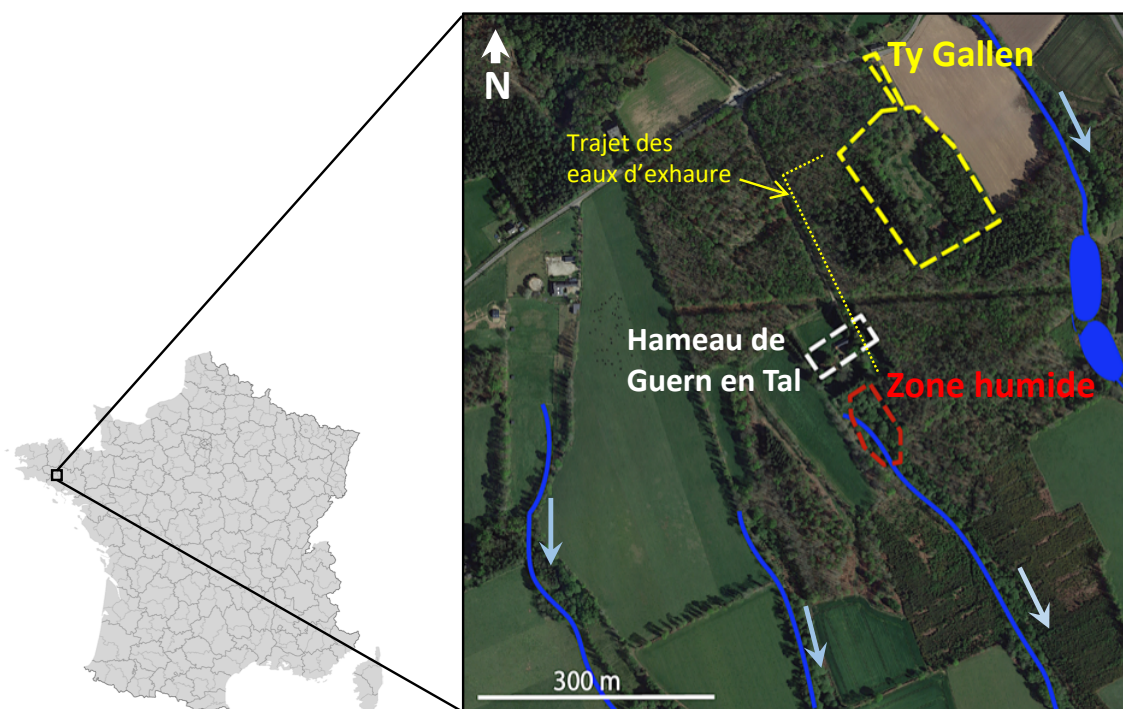 N
Ty Gallen
Trajet des
eaux d’exhaure
Hameau de
Guern en Tal
Zone humide
300 m